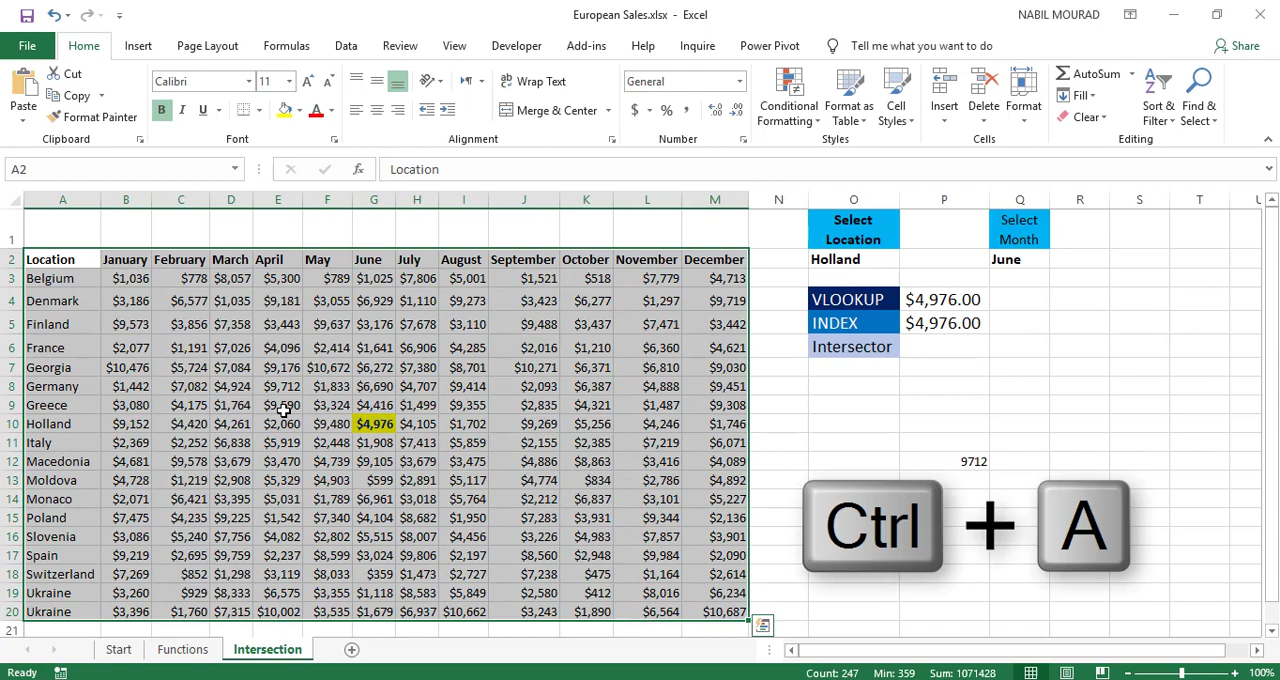 European Sales.xlsx - Excel
NABIL MOURAD
File Home Insert Page Layout Formulas Data Review View Developer Add-ins Help Inquire Power Pivot Tell me what you want to do Share
Paste
Cut
Copy
Format Painter
Clipboard
Calibri 11
B I U
Font
Wrap Text
Merge & Center
Alignment
General
$ % ,
Number
Conditional Formatting
Format as Table
Cell Styles
Styles
Insert
Delete
Format
Cells
AutoSum
Fill
Clear
Sort & Filter
Find & Select
Editing
A2 fx Location
A B C D E F G H I J K L M N O P Q R S T U
1 Select Location Select Month
2 Location January February March April May June July August September October November December Holland June
3 Belgium $1,036 $778 $8,057 $5,300 $789 $1,025 $7,806 $5,001 $1,521 $518 $7,779 $4,713
4 Denmark $3,186 $6,577 $1,035 $9,181 $3,055 $6,929 $1,110 $9,273 $3,423 $6,277 $1,297 $9,719 VLOOKUP $4,976.00
5 Finland $9,573 $3,856 $7,358 $3,443 $9,637 $3,176 $7,678 $3,110 $9,488 $3,437 $7,471 $3,442 INDEX $4,976.00
6 France $2,077 $1,191 $7,026 $4,096 $2,414 $1,641 $6,906 $4,285 $2,016 $1,210 $6,360 $4,621 Intersector
7 Georgia $10,476 $5,724 $7,084 $9,176 $10,672 $6,272 $7,380 $8,701 $10,271 $6,371 $6,810 $9,030
8 Germany $1,442 $7,082 $4,924 $9,712 $1,833 $6,690 $4,707 $9,414 $2,093 $6,387 $4,888 $9,451
9 Greece $3,080 $4,175 $1,764 $3,324 $4,416 $1,499 $9,355 $2,835 $4,321 $1,487 $9,308
10 Holland $9,152 $4,420 $4,261 $2,060 $9,480 $4,976 $4,105 $1,702 $9,269 $5,256 $4,246 $1,746
11 Italy $2,369 $2,252 $6,838 $5,919 $2,448 $1,908 $7,413 $5,859 $2,155 $2,385 $7,219 $6,071
12 Macedonia $4,681 $9,578 $3,679 $3,470 $4,739 $9,105 $3,679 $3,475 $4,886 $8,863 $3,416 $4,089 9712
13 Moldova $4,728 $1,219 $2,908 $5,329 $4,903 $599 $2,891 $5,117 $4,774 $834 $2,786 $4,892
14 Monaco $2,071 $6,421 $3,395 $5,031 $1,789 $6,961 $3,018 $5,764 $2,212 $6,837 $3,101 $5,227
15 Poland $7,475 $4,235 $9,225 $1,542 $7,340 $4,104 $8,682 $1,950 $7,283 $3,931 $9,344 $2,136
16 Slovenia $3,086 $5,240 $7,756 $4,082 $2,802 $5,515 $8,007 $4,456 $3,226 $4,983 $7,857 $3,901
17 Spain $9,219 $2,695 $9,759 $2,237 $8,599 $3,024 $9,806 $2,197 $8,560 $2,948 $9,984 $2,090
18 Switzerland $7,269 $852 $1,298 $3,119 $8,033 $359 $1,473 $2,727 $7,238 $475 $1,164 $2,614
19 Ukraine $3,260 $929 $8,333 $6,575 $3,355 $1,118 $8,583 $5,849 $2,580 $412 $8,016 $6,234
20 Ukraine $3,396 $1,760 $7,315 $10,002 $3,535 $1,679 $6,937 $10,662 $3,243 $1,890 $6,564 $10,687
21
Ctrl + A
Start Functions Intersection
Ready Count: 247 Min: 359 Sum: 1071428 100%